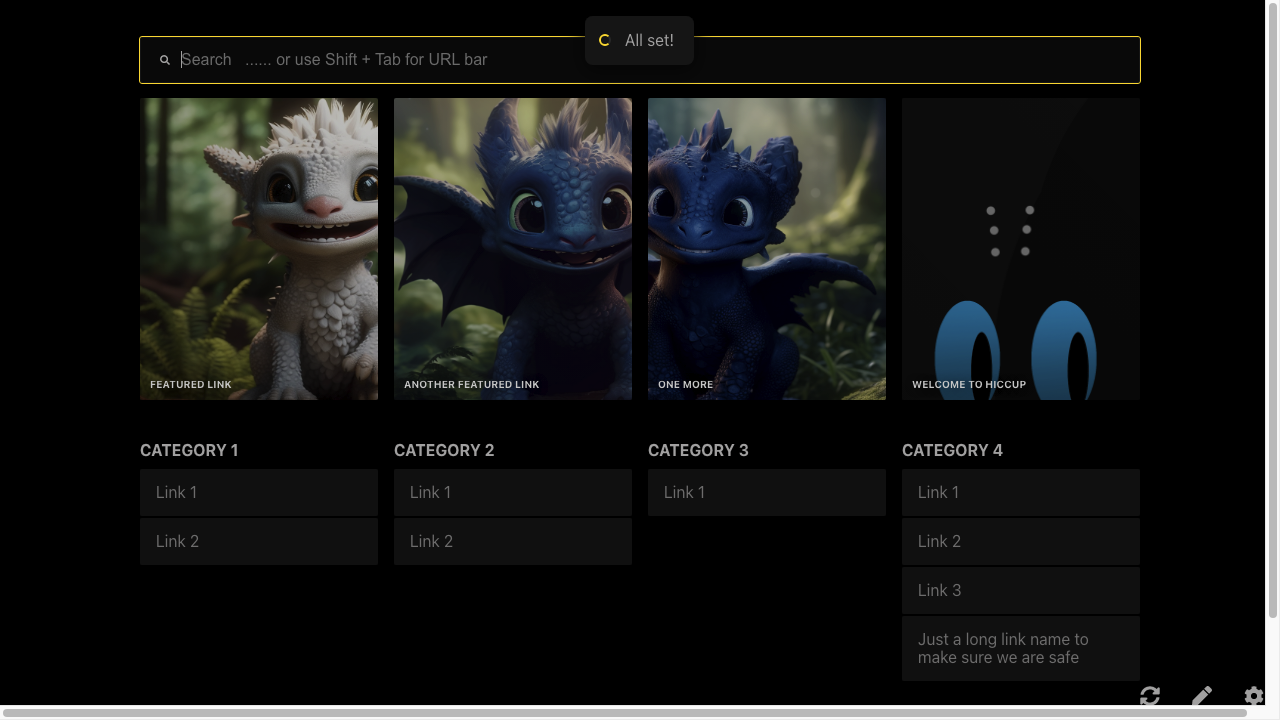 All set!
Search ...... or use Shift + Tab for URL bar
FEATURED LINK
ANOTHER FEATURED LINK
ONE MORE
WELCOME TO HICCUP
CATEGORY 1
Link 1
Link 2
CATEGORY 2
Link 1
Link 2
CATEGORY 3
Link 1
CATEGORY 4
Link 1
Link 2
Link 3
Just a long link name to
make sure we are safe